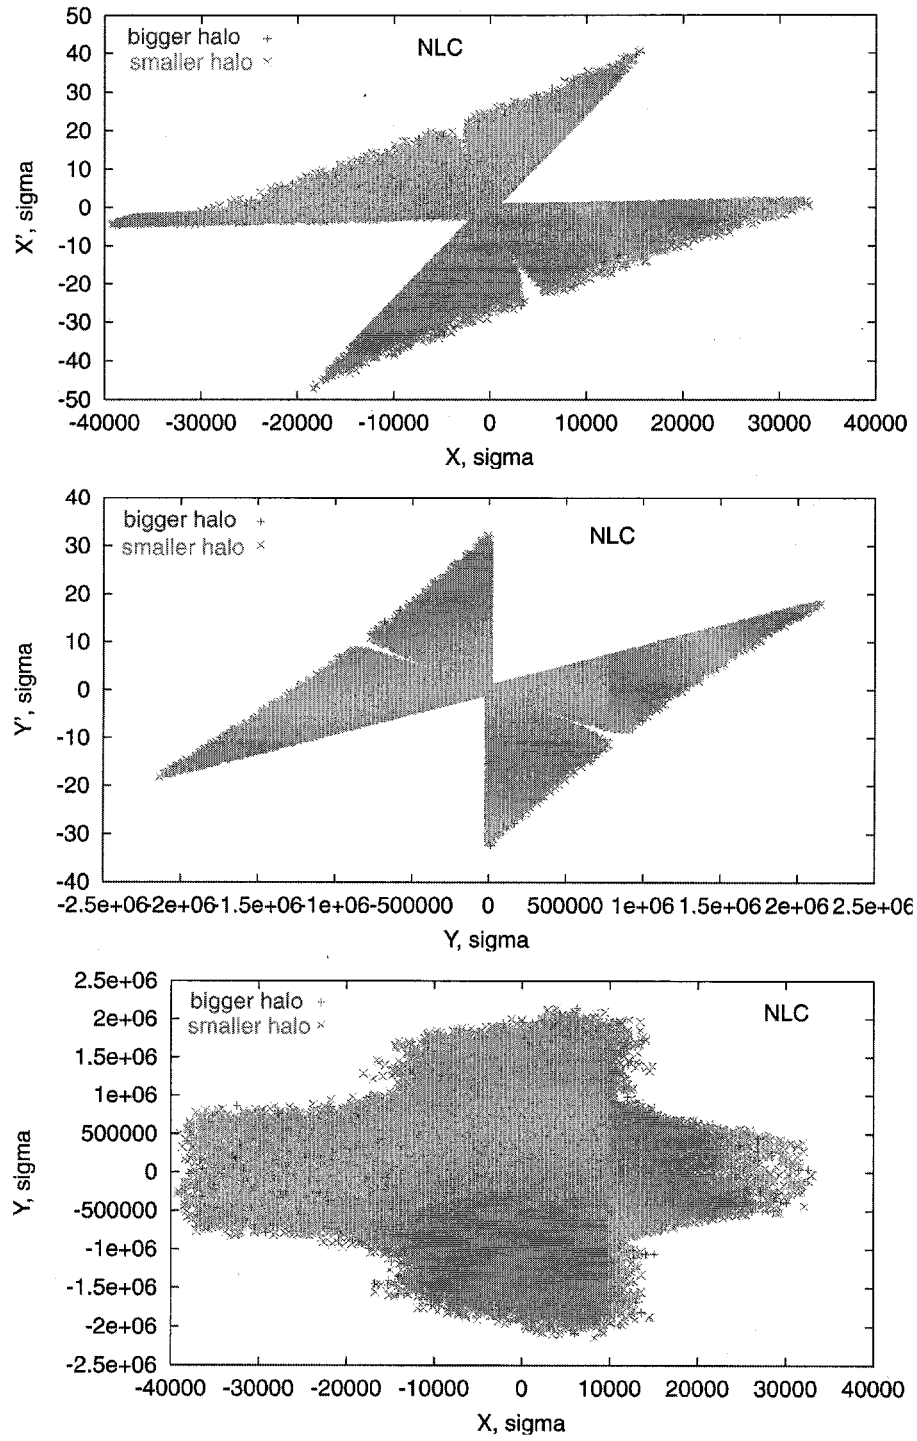 50
40
30
20
10
0
-10
-20
-30
-40
-50
X', sigma
bigger halo +
smaller halo ×
NLC
-40000 -30000 -20000 -10000 0 10000 20000 30000 40000
X, sigma
40
30
20
10
0
-10
-20
-30
-40
Y', sigma
bigger halo +
smaller halo ×
NLC
-2.5e+06 -2e+06 -1.5e+06 -1e+06 -500000 0 500000 1e+06 1.5e+06 2e+06 2.5e+06
Y, sigma
2.5e+06
2e+06
1.5e+06
1e+06
500000
0
-500000
-1e+06
-1.5e+06
-2e+06
-2.5e+06
Y, sigma
bigger halo +
smaller halo ×
NLC
-40000 -30000 -20000 -10000 0 10000 20000 30000 40000
X, sigma